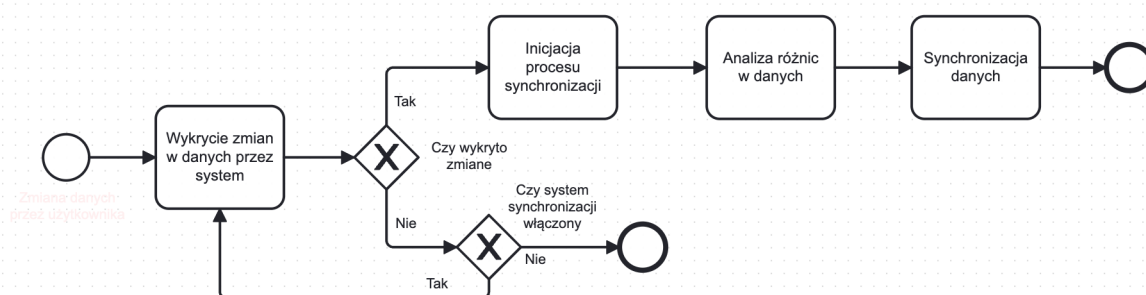 Inicjacja
procesu
synchronizacji
Analiza różnic
w danych
Synchronizacja
danych
Tak
Wykrycie zmian
w danych przez
system
Czy wykryto
zmiane
Zmiana danych
przez użytkownika
Czy system
synchronizacji
włączony
Nie
Nie
Tak